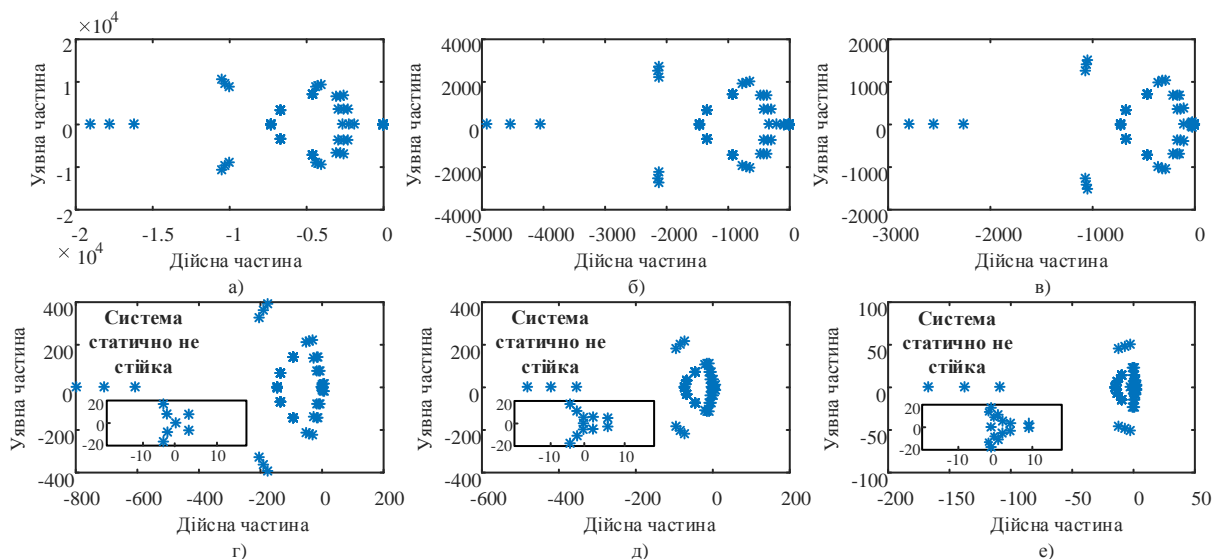 ×10⁴
Уявна частина
2
1
0
-1
-2
-2 -1.5 -1 -0.5 0
× 10⁴
Дійсна частина
а)
Уявна частина
4000
2000
0
-2000
-4000
-5000 -4000 -3000 -2000 -1000 0
Дійсна частина
б)
Уявна частина
2000
1000
0
-1000
-2000
-3000 -2000 -1000 0
Дійсна частина
в)
Уявна частина
400
200
0
-200
-400
Система
статично не
стійка
20
0
-20
-10 0 10
-800 -600 -400 -200 0 200
Дійсна частина
г)
Уявна частина
400
200
0
-200
-400
Система
статично не
стійка
20
0
-20
-10 0 10
-600 -400 -200 0 200
Дійсна частина
д)
Уявна частина
100
50
0
-50
-100
Система
статично не
стійка
20
0
-20
-10 0 10
-200 -150 -100 -50 0 50
Дійсна частина
е)